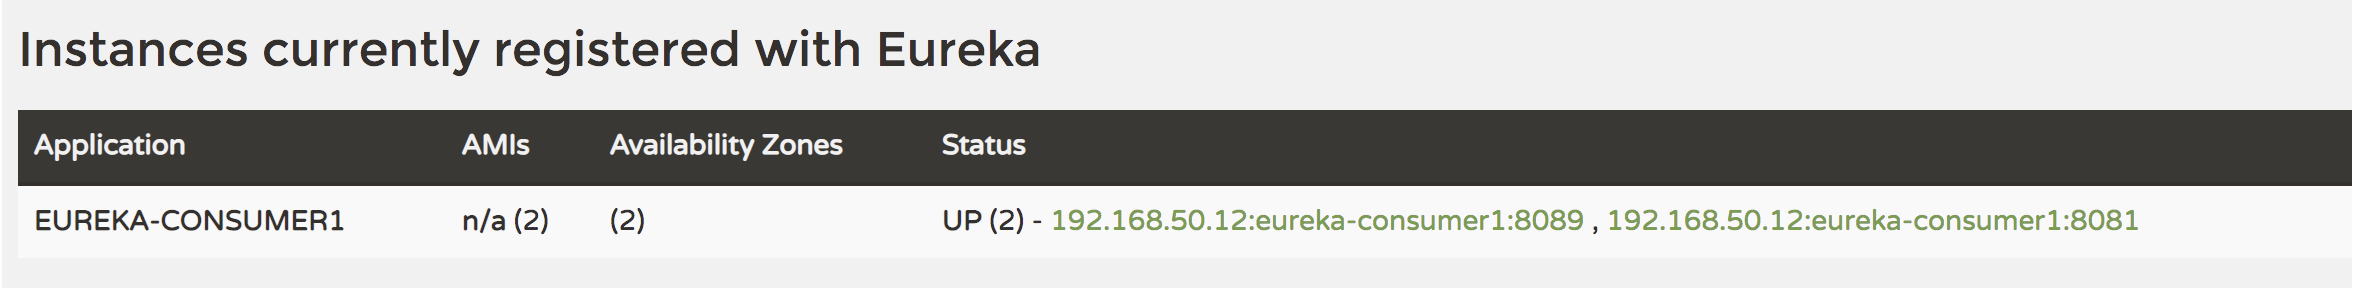 Instances currently registered with Eureka
Application AMIs Availability Zones Status
EUREKA-CONSUMER1 n/a (2) (2) UP (2) - 192.168.50.12:eureka-consumer1:8089 , 192.168.50.12:eureka-consumer1:8081